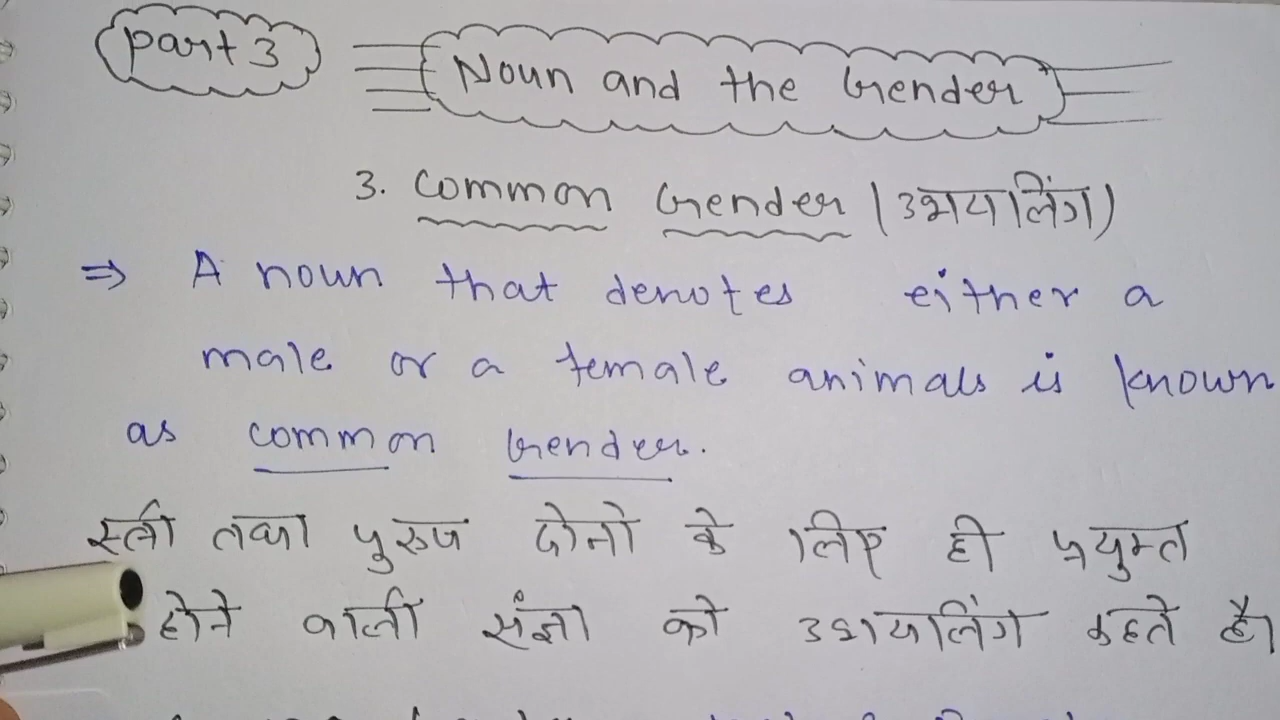 part 3
Noun and the Gender
3. Common Gender (उभयलिंग)
⇒ A noun that denotes either a
male or a female animals is known
as common Gender.
स्त्री तथा पुरुष दोनो के लिए ही प्रयुक्त
होने वाली संज्ञा को उभयलिंग कहते है।